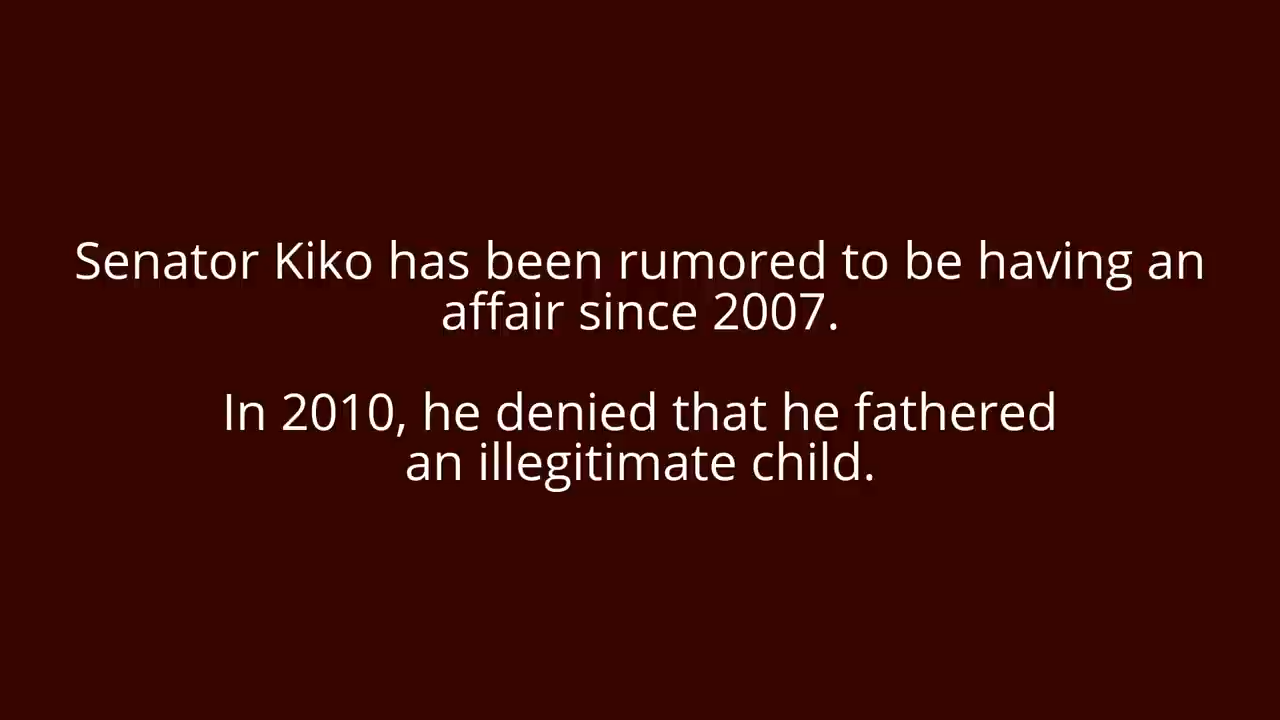 Senator Kiko has been rumored to be having an
affair since 2007.
In 2010, he denied that he fathered
an illegitimate child.